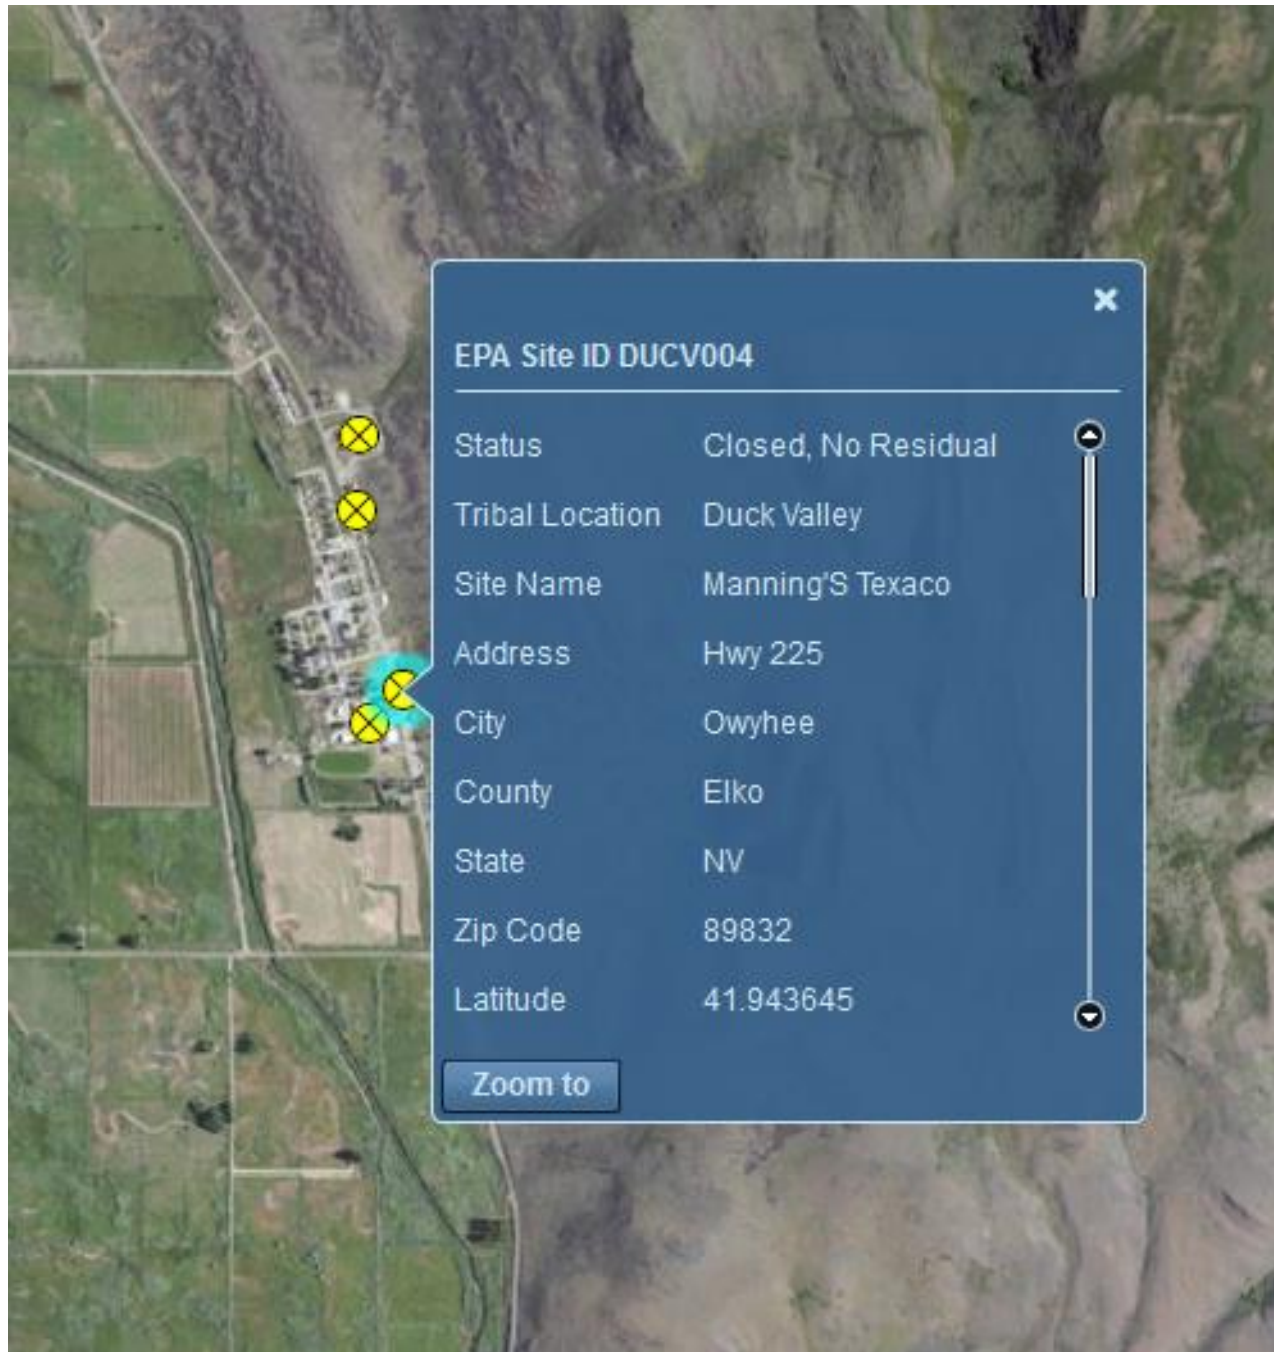 EPA Site ID DUCV004
Status Closed, No Residual
Tribal Location Duck Valley
Site Name Manning'S Texaco
Address Hwy 225
City Owyhee
County Elko
State NV
Zip Code 89832
Latitude 41.943645
Zoom to